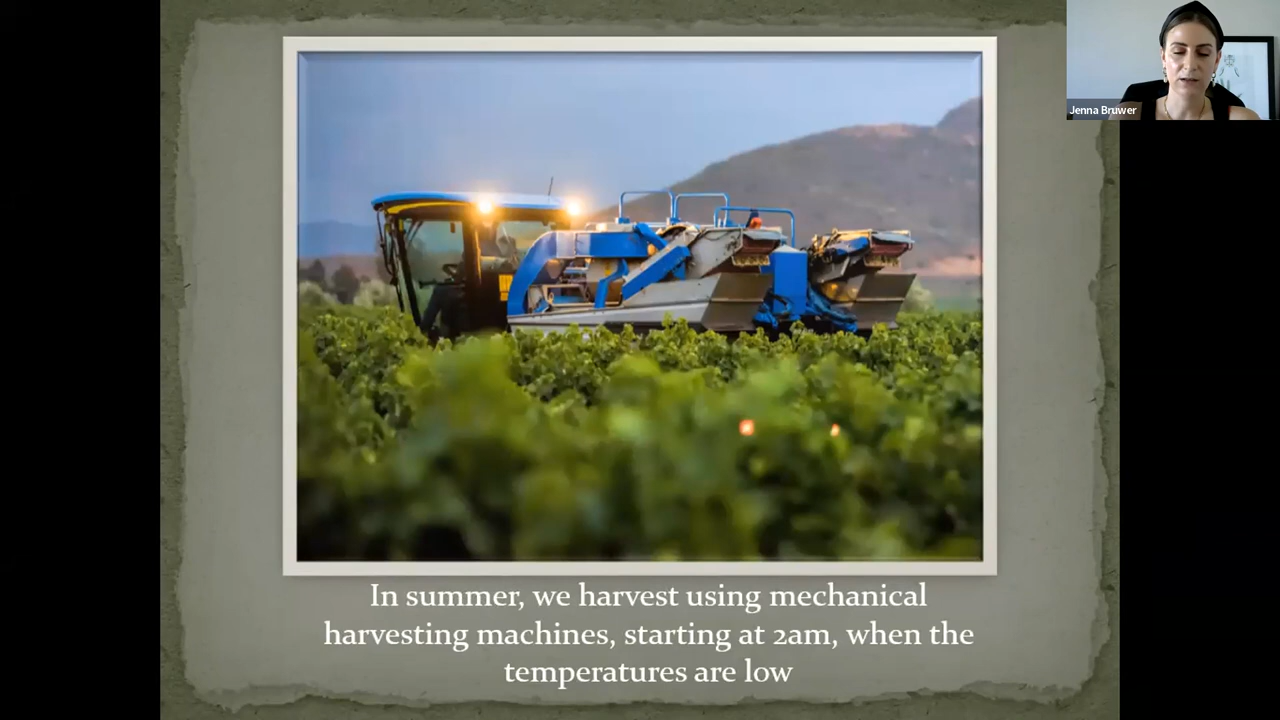 Jenna Bruwer
In summer, we harvest using mechanical
harvesting machines, starting at 2am, when the
temperatures are low